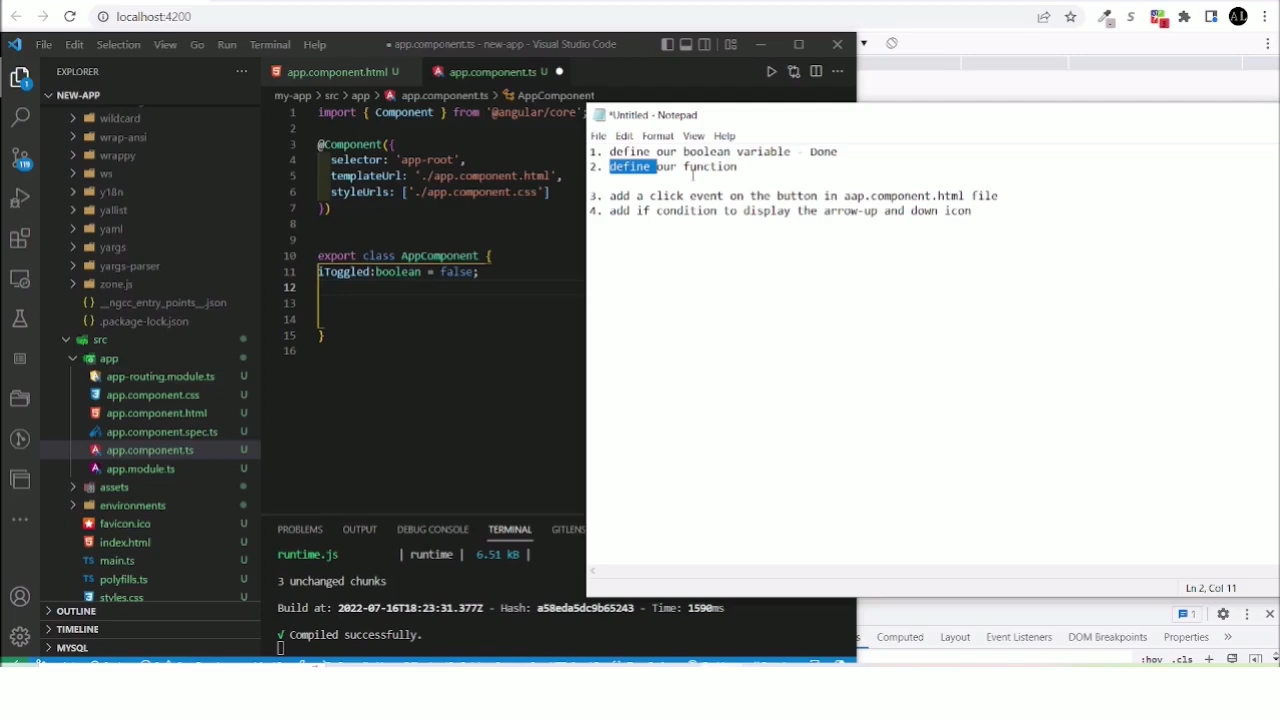 localhost:4200
AL
File Edit Selection View Go Run Terminal Help
app.component.ts - new-app - Visual Studio Code
EXPLORER
app.component.html U
app.component.ts U
NEW-APP
my-app > src > app > app.component.ts > AppComponent
wildcard
wrap-ansi
wrappy
ws
y18n
yallist
yaml
yargs
yargs-parser
zone.js
__ngcc_entry_points__.json
.package-lock.json
src
app
app-routing.module.ts U
app.component.css U
app.component.html U
app.component.spec.ts U
app.component.ts U
app.module.ts U
assets
environments
favicon.ico U
index.html U
main.ts U
polyfills.ts U
styles.css U
OUTLINE
TIMELINE
MYSQL
1 import { Component } from '@angular/core';
2
3 @Component({
4 selector: 'app-root',
5 templateUrl: './app.component.html',
6 styleUrls: ['./app.component.css']
7 })
8
9
10 export class AppComponent {
11 iToggled:boolean = false;
12
13
14
15 }
16
*Untitled - Notepad
File Edit Format View Help
1. define our boolean variable - Done
2. define our function
3. add a click event on the button in aap.component.html file
4. add if condition to display the arrow-up and down icon
Ln 2, Col 11
PROBLEMS OUTPUT DEBUG CONSOLE TERMINAL GITLENS
runtime.js | runtime | 6.51 kB |
3 unchanged chunks
Build at: 2022-07-16T18:23:31.377Z - Hash: a58eda5dc9b65243 - Time: 1590ms
√ Compiled successfully.
1
Computed Layout Event Listeners DOM Breakpoints Properties
:hov .cls